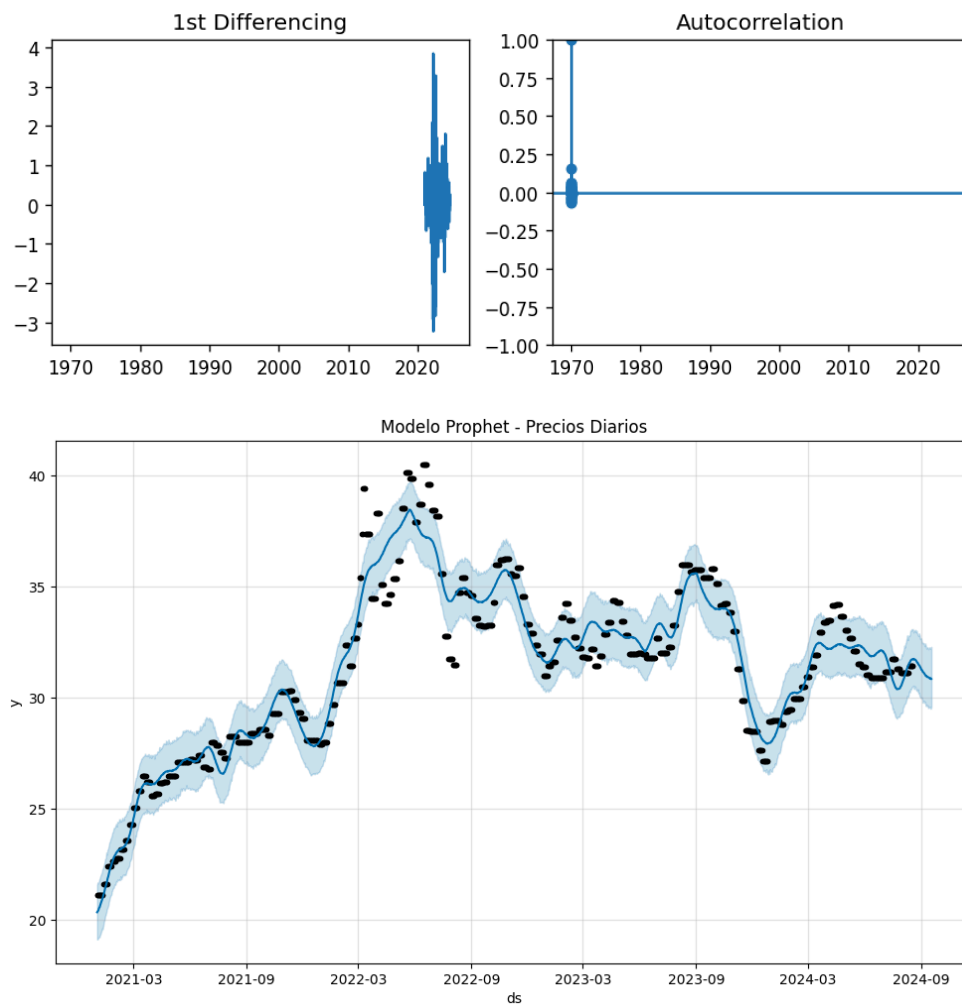 1st Differencing
4
3
2
1
0
−1
−2
−3
1970 1980 1990 2000 2010 2020
Autocorrelation
1.00
0.75
0.50
0.25
0.00
−0.25
−0.50
−0.75
−1.00
1970 1980 1990 2000 2010 2020
Modelo Prophet - Precios Diarios
y
40
35
30
25
20
2021-03 2021-09 2022-03 2022-09 2023-03 2023-09 2024-03 2024-09
ds